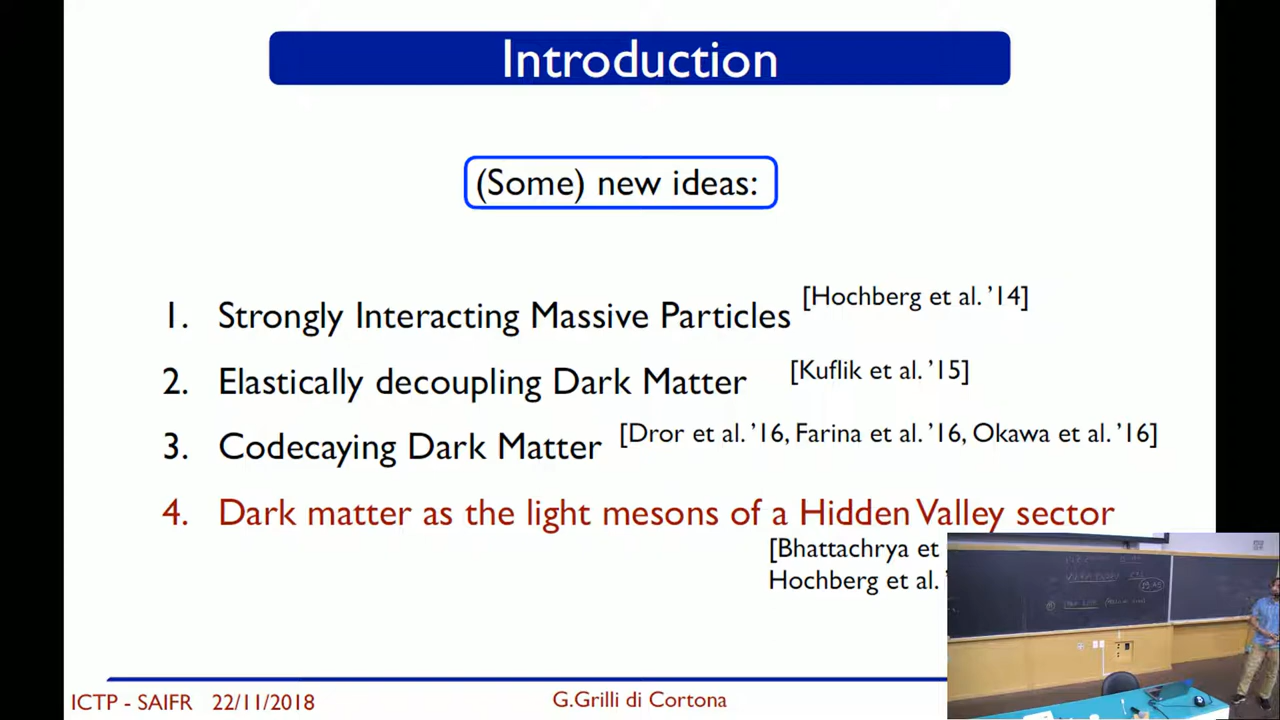 Introduction
(Some) new ideas:
1. Strongly Interacting Massive Particles [Hochberg et al. ’14]
2. Elastically decoupling Dark Matter [Kuflik et al. ’15]
3. Codecaying Dark Matter [Dror et al. ’16, Farina et al. ’16, Okawa et al. ’16]
4. Dark matter as the light mesons of a Hidden Valley sector
[Bhattachrya et
Hochberg et al. ’
ICTP - SAIFR 22/11/2018 G.Grilli di Cortona